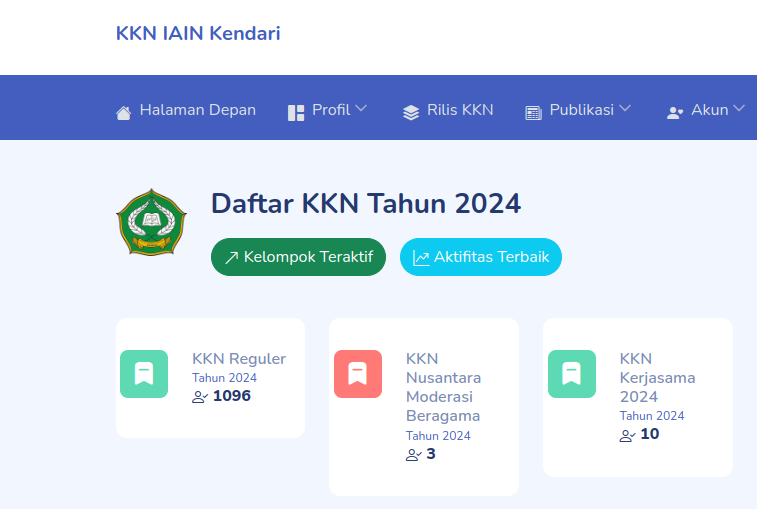 KKN IAIN Kendari
Halaman Depan Profil Rilis KKN Publikasi Akun
Daftar KKN Tahun 2024
Kelompok Teraktif Aktifitas Terbaik
KKN Reguler
Tahun 2024
1096
KKN
Nusantara
Moderasi
Beragama
Tahun 2024
3
KKN
Kerjasama
2024
Tahun 2024
10